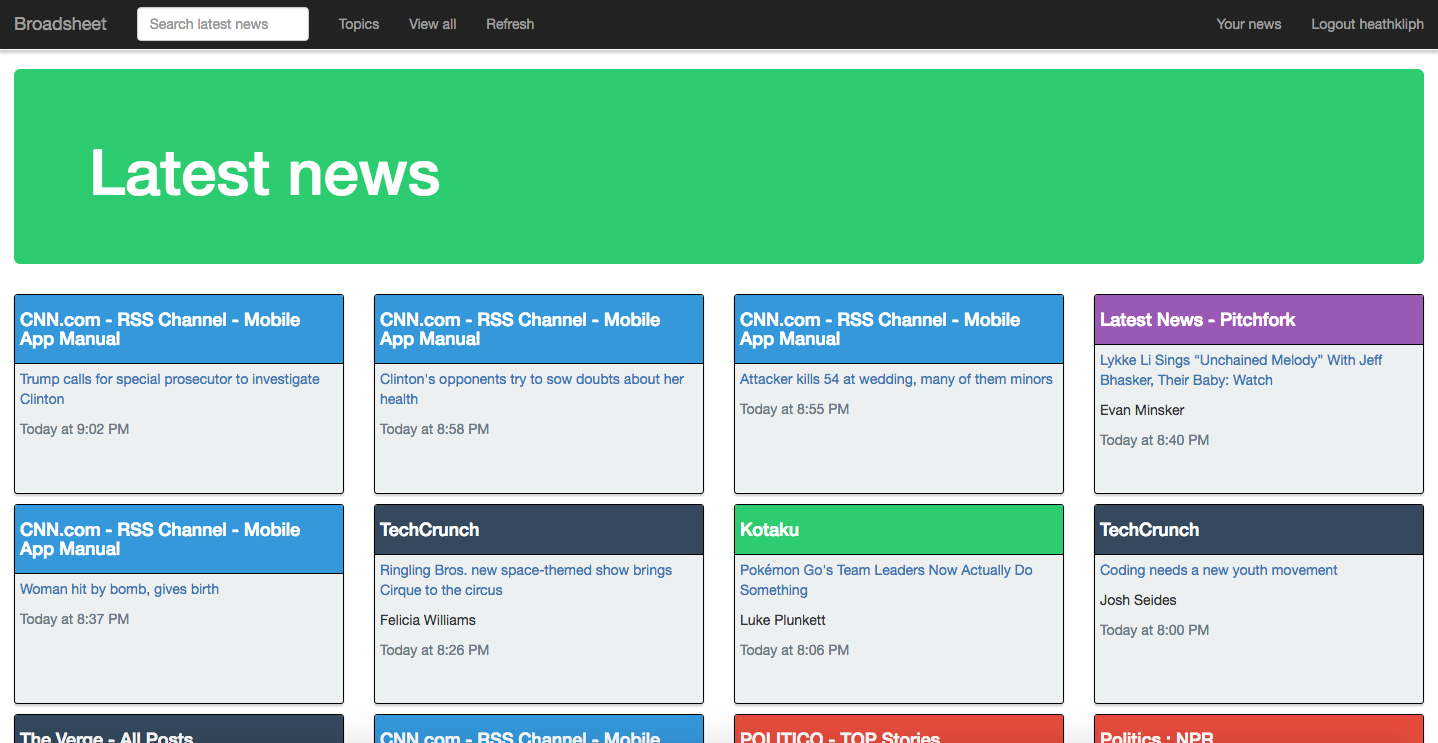 Broadsheet
Search latest news
Topics
View all
Refresh
Your news
Logout heathkliph
Latest news
CNN.com - RSS Channel - Mobile
App Manual
Trump calls for special prosecutor to investigate
Clinton
Today at 9:02 PM
CNN.com - RSS Channel - Mobile
App Manual
Clinton's opponents try to sow doubts about her
health
Today at 8:58 PM
CNN.com - RSS Channel - Mobile
App Manual
Attacker kills 54 at wedding, many of them minors
Today at 8:55 PM
Latest News - Pitchfork
Lykke Li Sings “Unchained Melody” With Jeff
Bhasker, Their Baby: Watch
Evan Minsker
Today at 8:40 PM
CNN.com - RSS Channel - Mobile
App Manual
Woman hit by bomb, gives birth
Today at 8:37 PM
TechCrunch
Ringling Bros. new space-themed show brings
Cirque to the circus
Felicia Williams
Today at 8:26 PM
Kotaku
Pokémon Go's Team Leaders Now Actually Do
Something
Luke Plunkett
Today at 8:06 PM
TechCrunch
Coding needs a new youth movement
Josh Seides
Today at 8:00 PM
The Verge - All Posts
CNN.com - RSS Channel - Mobile
POLITICO - TOP Stories
Politics : NPR